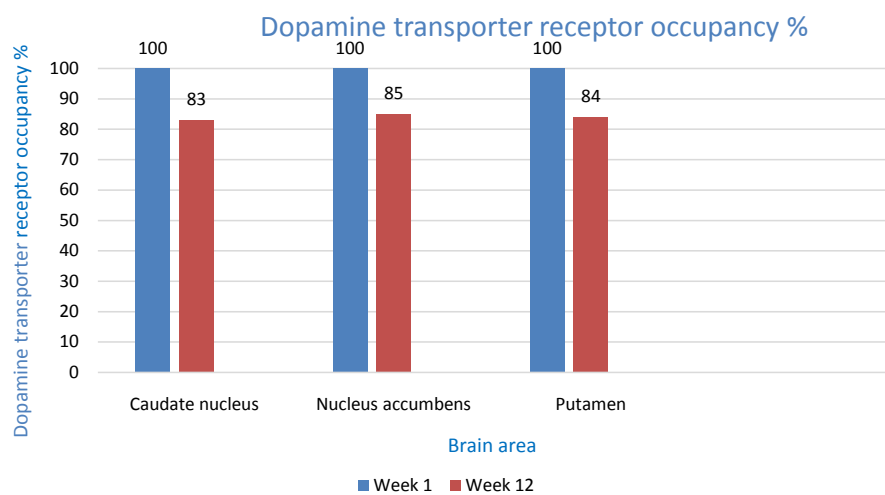 Dopamine transporter receptor occupancy %
100 100 100
100
90
80
70
60
50
40
30
20
10
0
83 85 84
Dopamine transporter receptor occupancy %
Caudate nucleus Nucleus accumbens Putamen
Brain area
Week 1 Week 12